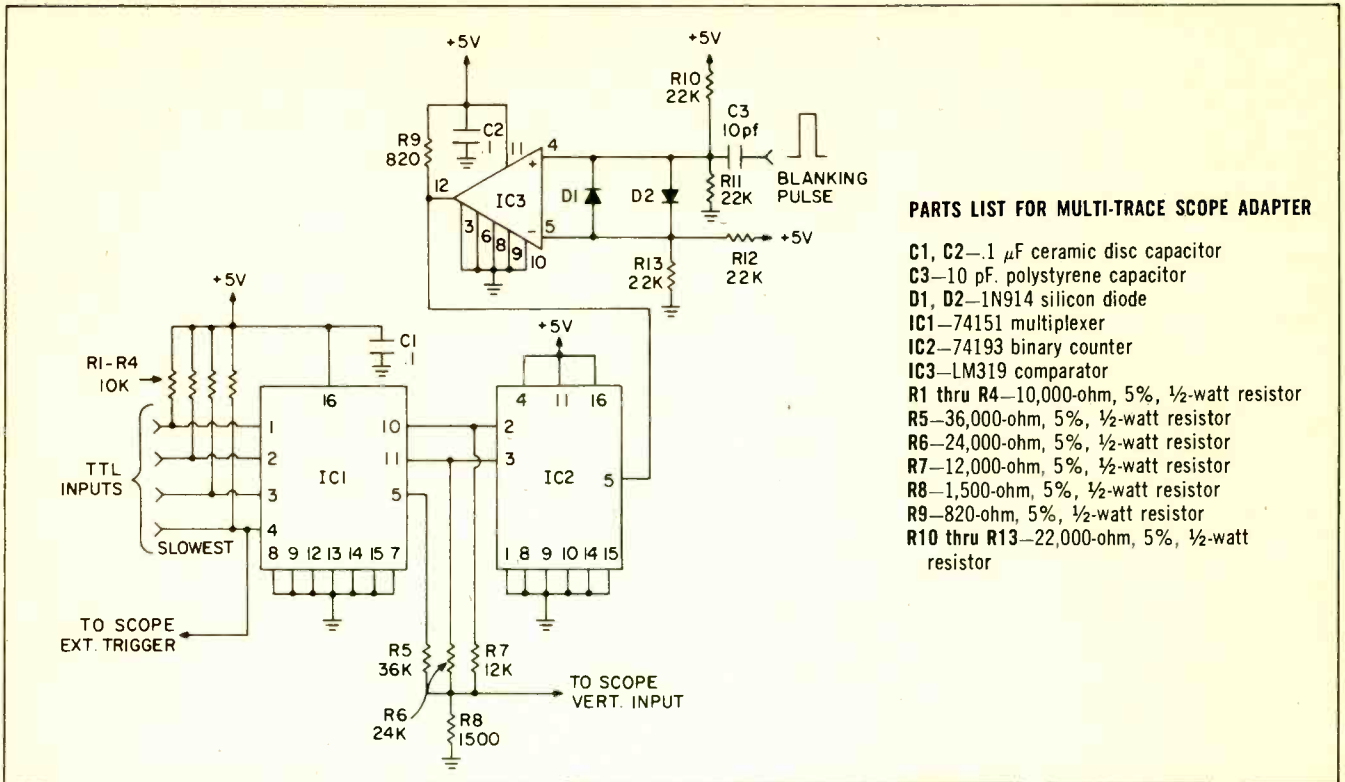 +5V
+5V
R10
22K
C3
10pf
R9
820
C2
.1
11
4
+
12
IC3
D1
D2
R11
22K
BLANKING
PULSE
3
6
8
9
10
5
−
+5V
R12
22K
R13
22K
+5V
C1
.1
+5V
R1-R4
10K
16
4
11
16
1
10
2
2
11
3
TTL
INPUTS
IC1
IC2
3
5
5
4
SLOWEST
8 9 12 13 14 15 7
1 8 9 10 14 15
TO SCOPE
EXT. TRIGGER
R5
36K
R7
12K
TO SCOPE
VERT. INPUT
R6
24K
R8
1500
PARTS LIST FOR MULTI-TRACE SCOPE ADAPTER
C1, C2—.1 μF ceramic disc capacitor
C3—10 pF. polystyrene capacitor
D1, D2—1N914 silicon diode
IC1—74151 multiplexer
IC2—74193 binary counter
IC3—LM319 comparator
R1 thru R4—10,000-ohm, 5%, ½-watt resistor
R5—36,000-ohm, 5%, ½-watt resistor
R6—24,000-ohm, 5%, ½-watt resistor
R7—12,000-ohm, 5%, ½-watt resistor
R8—1,500-ohm, 5%, ½-watt resistor
R9—820-ohm, 5%, ½-watt resistor
R10 thru R13—22,000-ohm, 5%, ½-watt
resistor